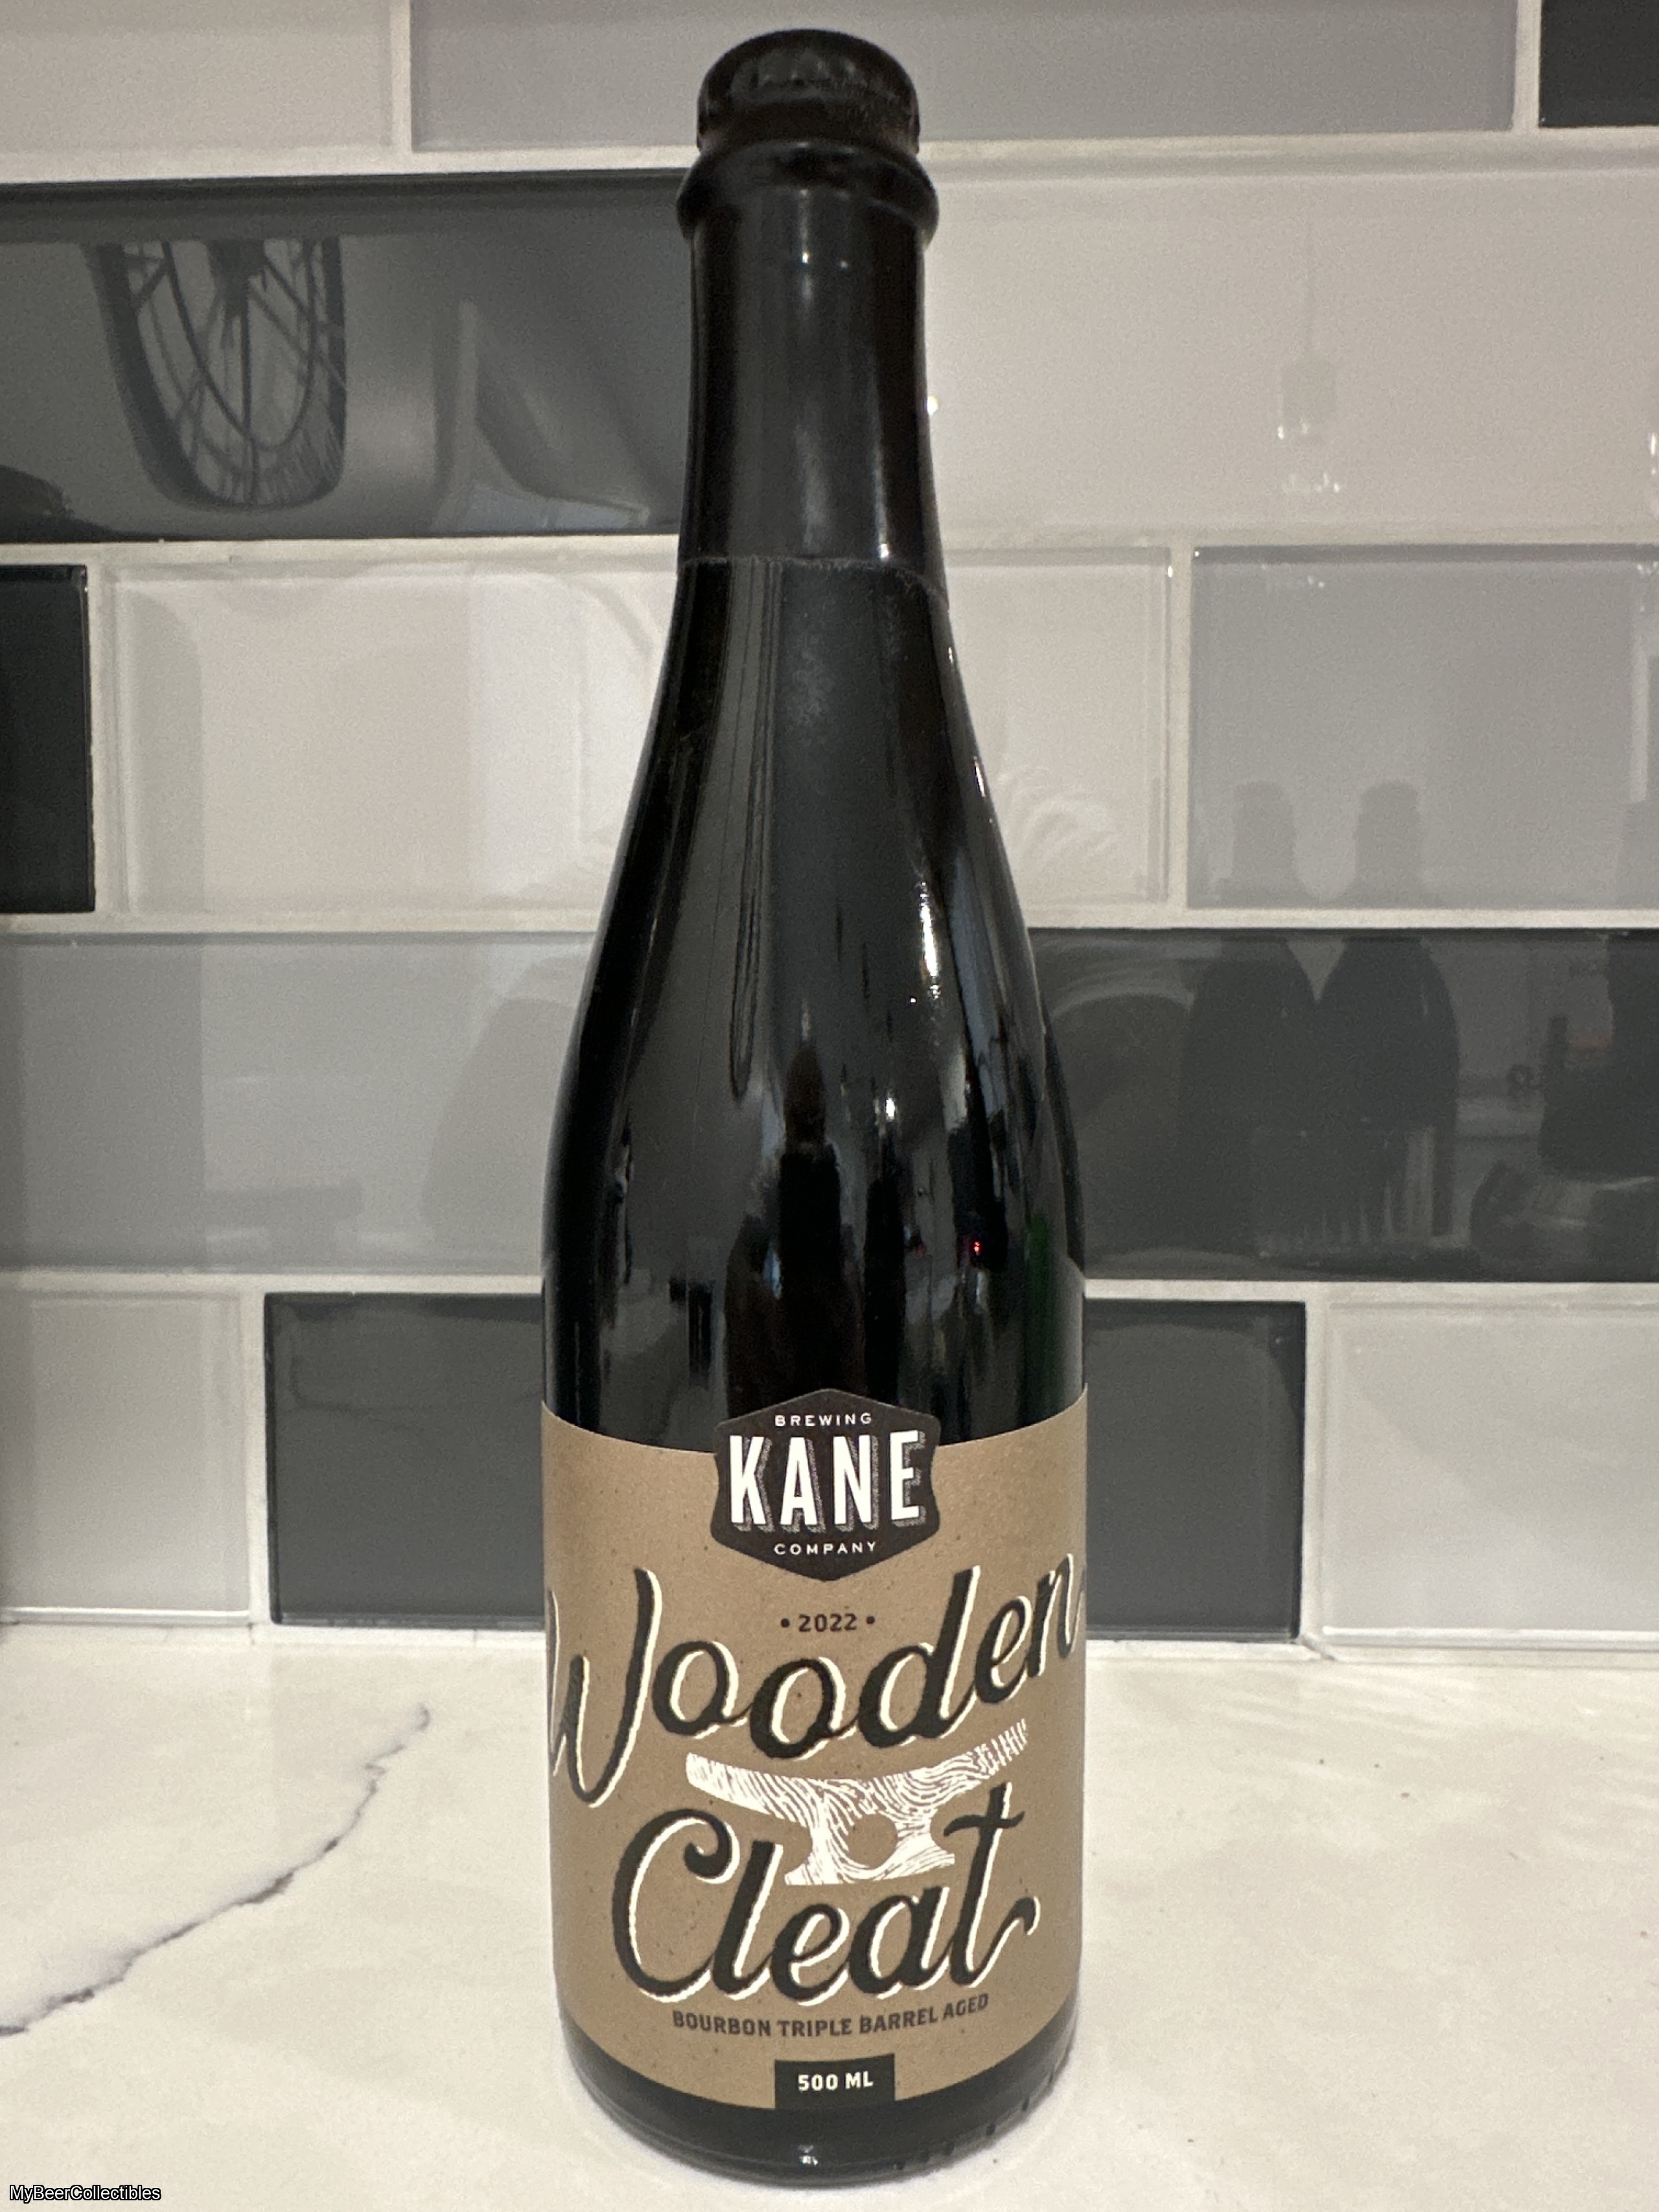 BREWING
KANE
COMPANY
• 2022 •
Wooden
Cleat
BOURBON TRIPLE BARREL AGED
500 ML
MyBeerCollectibles